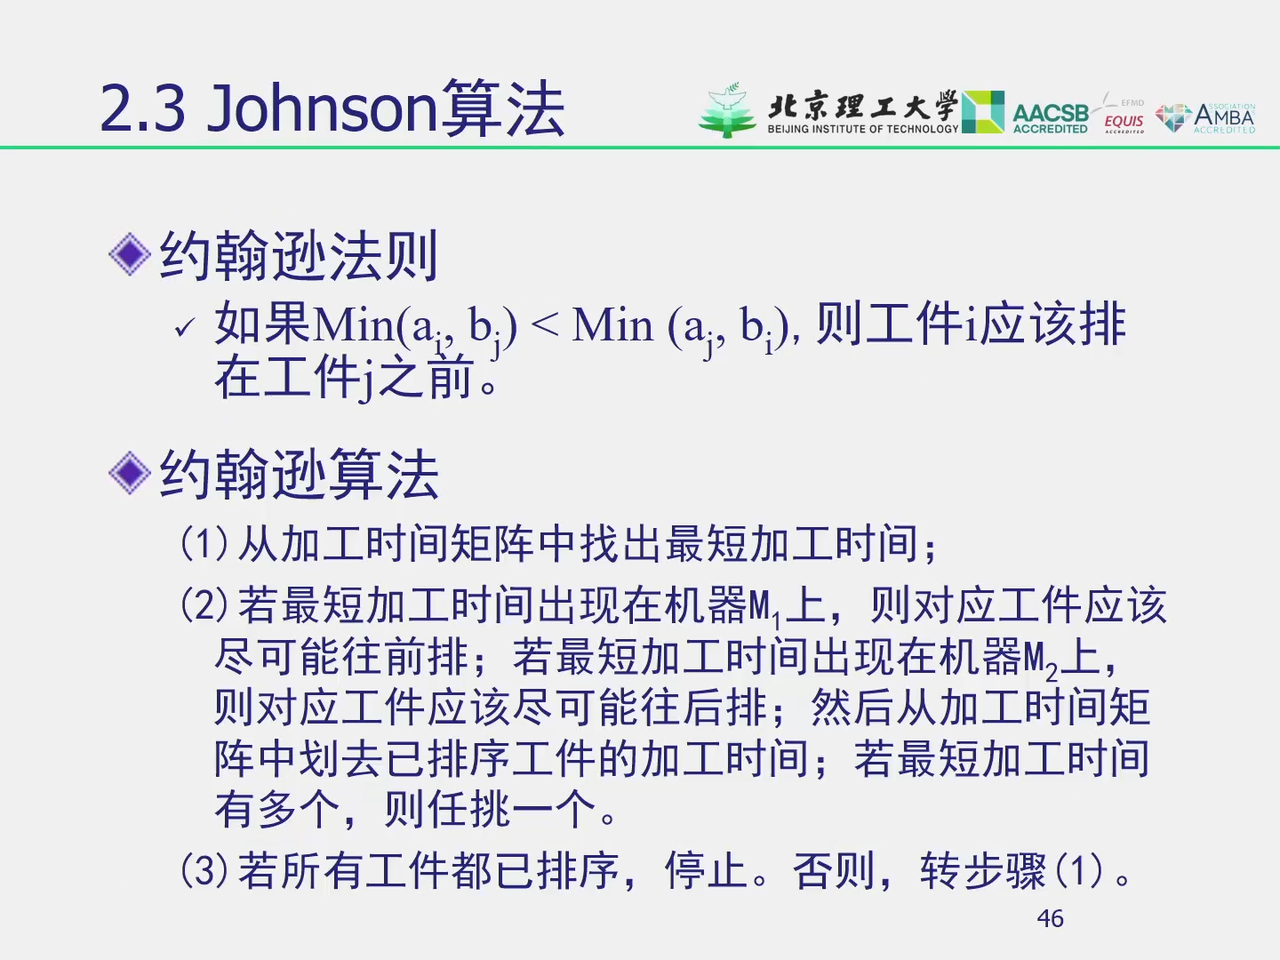 2.3 Johnson算法
北京理工大学
BEIJING INSTITUTE OF TECHNOLOGY
AACSB
ACCREDITED
EFMD
EQUIS
ACCREDITED
ASSOCIATION
AMBA
ACCREDITED
约翰逊法则
✓ 如果Min(ai, bj) < Min (aj, bi), 则工件i应该排
在工件j之前。
约翰逊算法
(1)从加工时间矩阵中找出最短加工时间;
(2)若最短加工时间出现在机器M1上，则对应工件应该
尽可能往前排；若最短加工时间出现在机器M2上，
则对应工件应该尽可能往后排；然后从加工时间矩
阵中划去已排序工件的加工时间；若最短加工时间
有多个，则任挑一个。
(3)若所有工件都已排序，停止。否则，转步骤(1)。
46